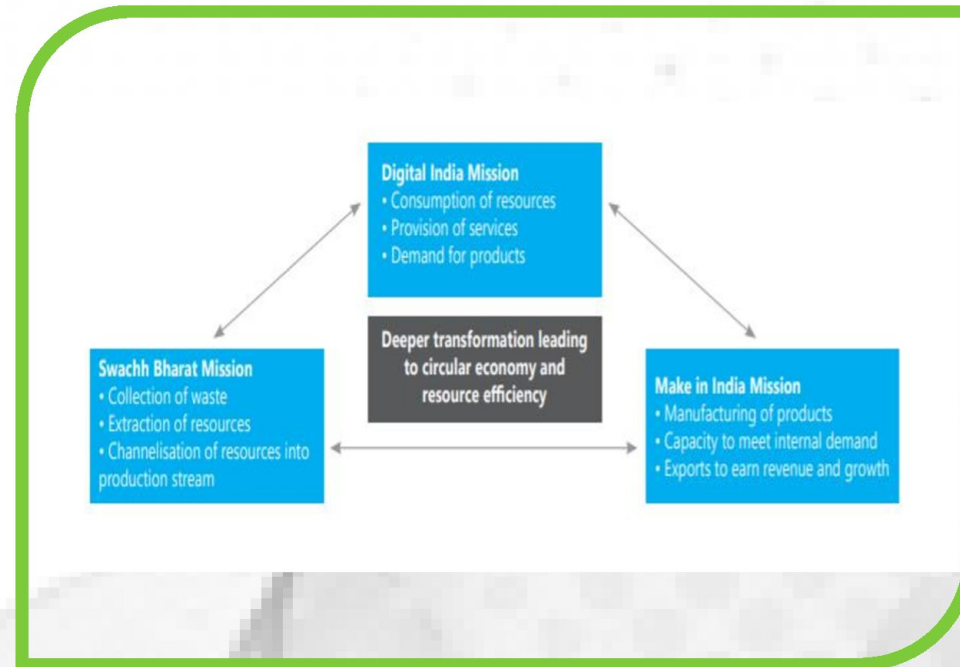 Digital India Mission
• Consumption of resources
• Provision of services
• Demand for products
Deeper transformation leading
to circular economy and
resource efficiency
Swachh Bharat Mission
• Collection of waste
• Extraction of resources
• Channelisation of resources into
production stream
Make in India Mission
• Manufacturing of products
• Capacity to meet internal demand
• Exports to earn revenue and growth